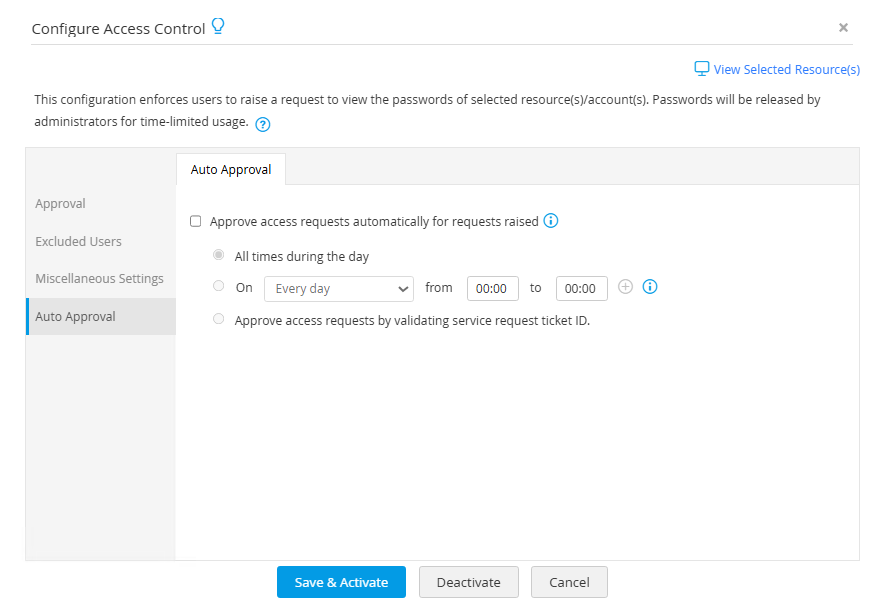 Configure Access Control
View Selected Resource(s)
This configuration enforces users to raise a request to view the passwords of selected resource(s)/account(s). Passwords will be released by
administrators for time-limited usage.
Auto Approval
Approval
Excluded Users
Miscellaneous Settings
Auto Approval
Approve access requests automatically for requests raised
All times during the day
On Every day from 00:00 to 00:00
Approve access requests by validating service request ticket ID.
Save & Activate Deactivate Cancel